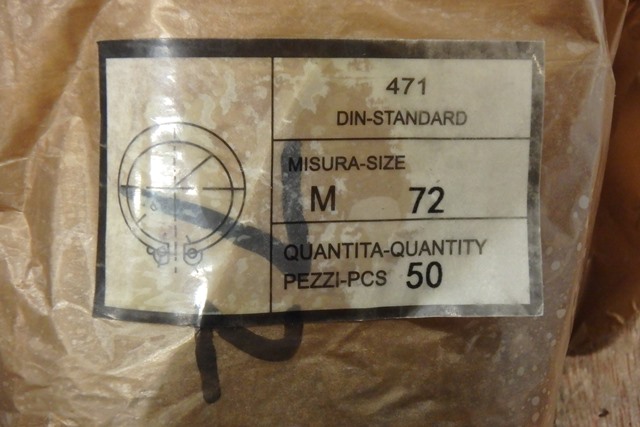 471
DIN-STANDARD
MISURA-SIZE
M 72
QUANTITA-QUANTITY
PEZZI-PCS 50